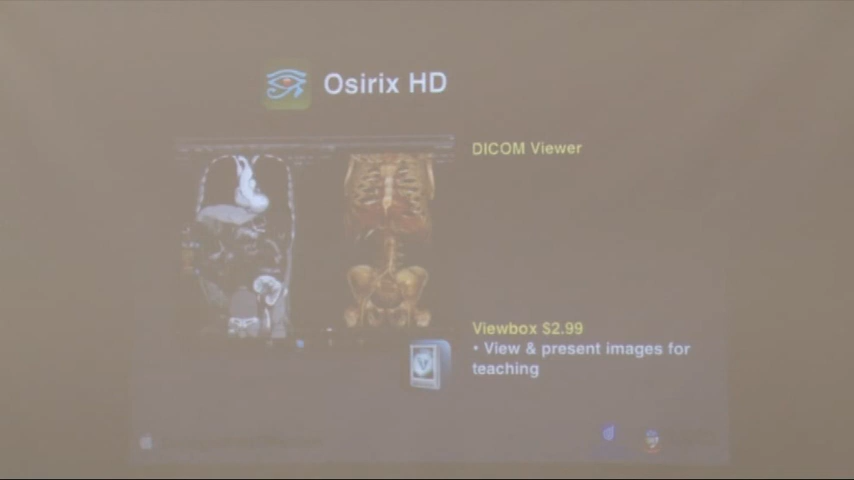 Osirix HD
DICOM Viewer
Viewbox $2.99
• View & present images for
teaching